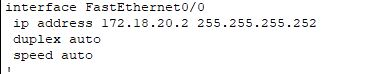 interface FastEthernet0/0
 ip address 172.18.20.2 255.255.255.252
 duplex auto
 speed auto
!